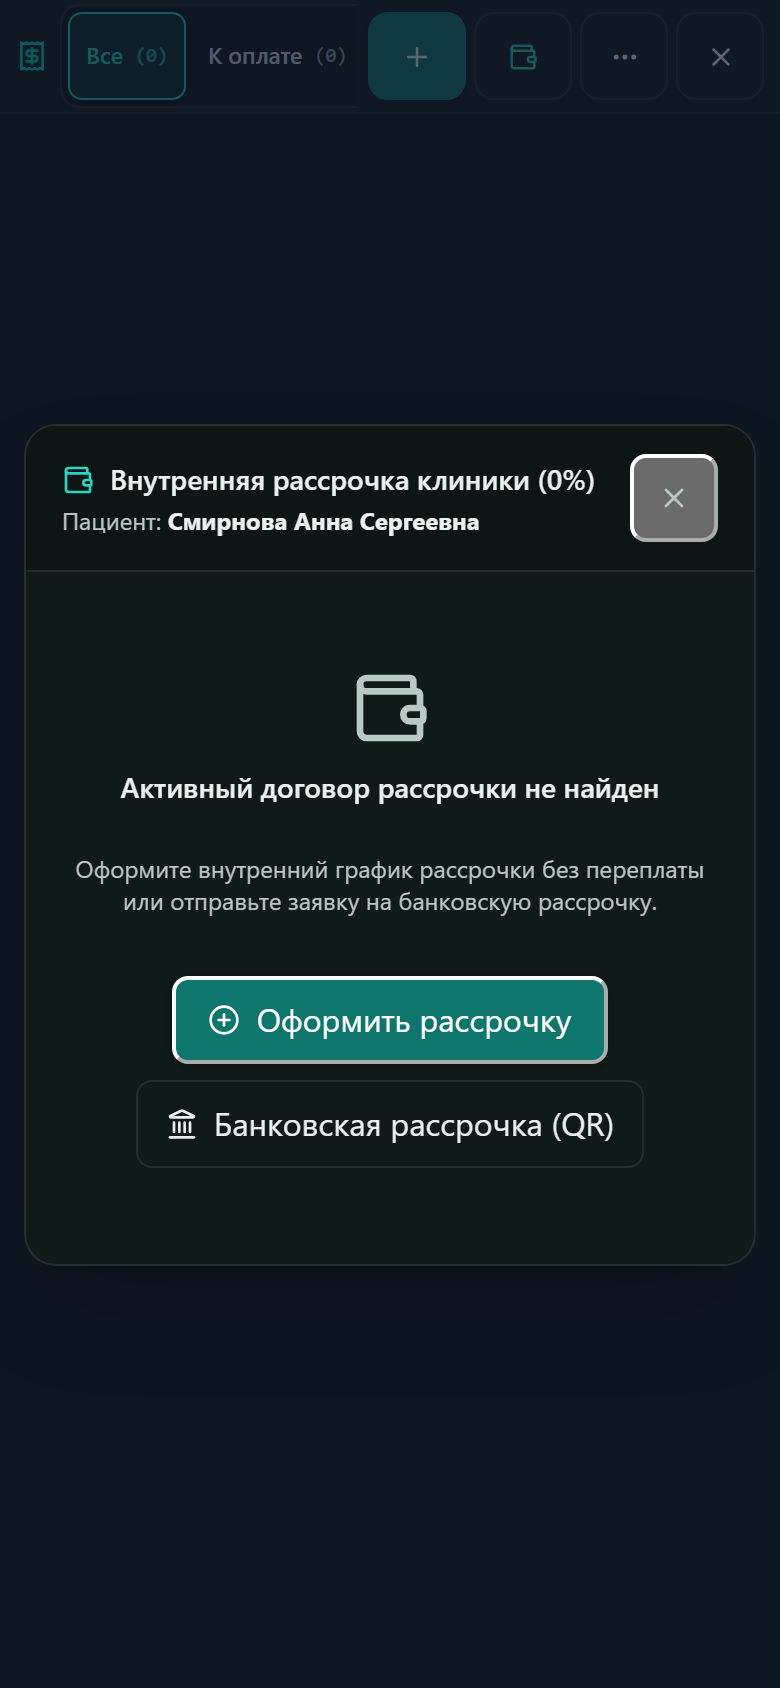 Все (0) К оплате (0)
Внутренняя рассрочка клиники (0%)
Пациент: Смирнова Анна Сергеевна
Активный договор рассрочки не найден
Оформите внутренний график рассрочки без переплаты
или отправьте заявку на банковскую рассрочку.
Оформить рассрочку
Банковская рассрочка (QR)